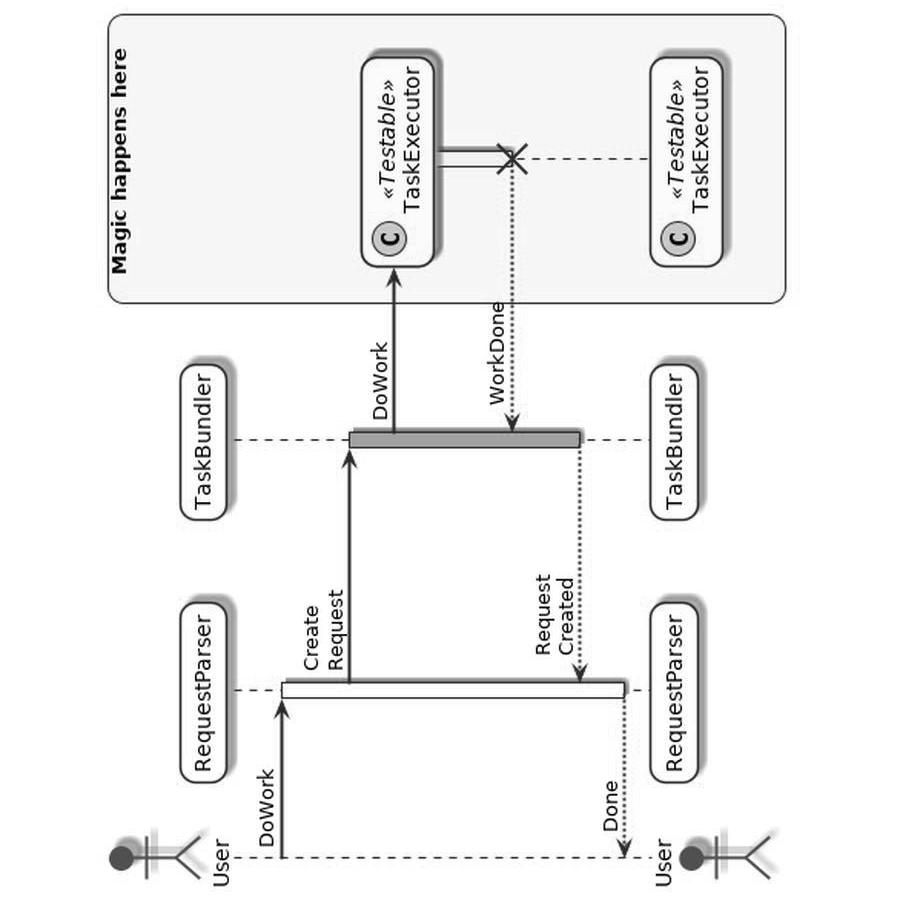 Magic happens here
User
RequestParser
TaskBundler
C
«Testable»
TaskExecutor
DoWork
Create
Request
DoWork
WorkDone
Request
Created
Done
User
RequestParser
TaskBundler
C
«Testable»
TaskExecutor